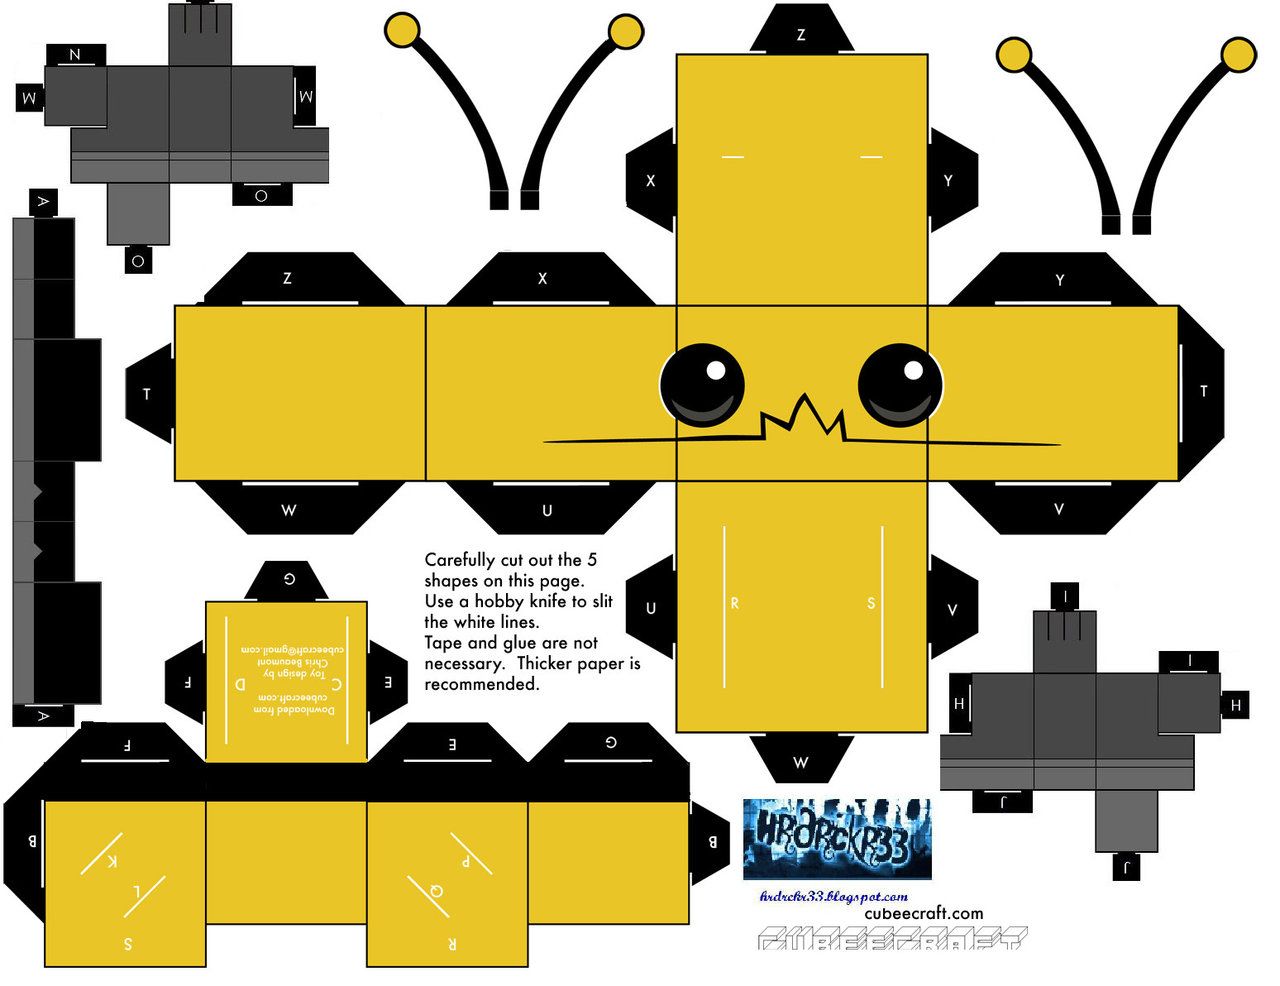 Z
N
M
M
X
Y
O
A
O
Z
X
Y
T
T
W
U
V
Carefully cut out the 5
shapes on this page.
Use a hobby knife to slit
the white lines.
Tape and glue are not
necessary.  Thicker paper is
recommended.
G
U
R
S
V
I
I
H
H
F
D
C
E
Downloaded from
cubeecraft.com
Toy design by
Chris Beaumont
cubeecraft@gmail.com
A
F
E
G
W
J
J
B
K
L
P
Q
B
S
R
HRDRCKR33
hrdrckr33.blogspot.com
cubeecraft.com
CUBEECRAFT